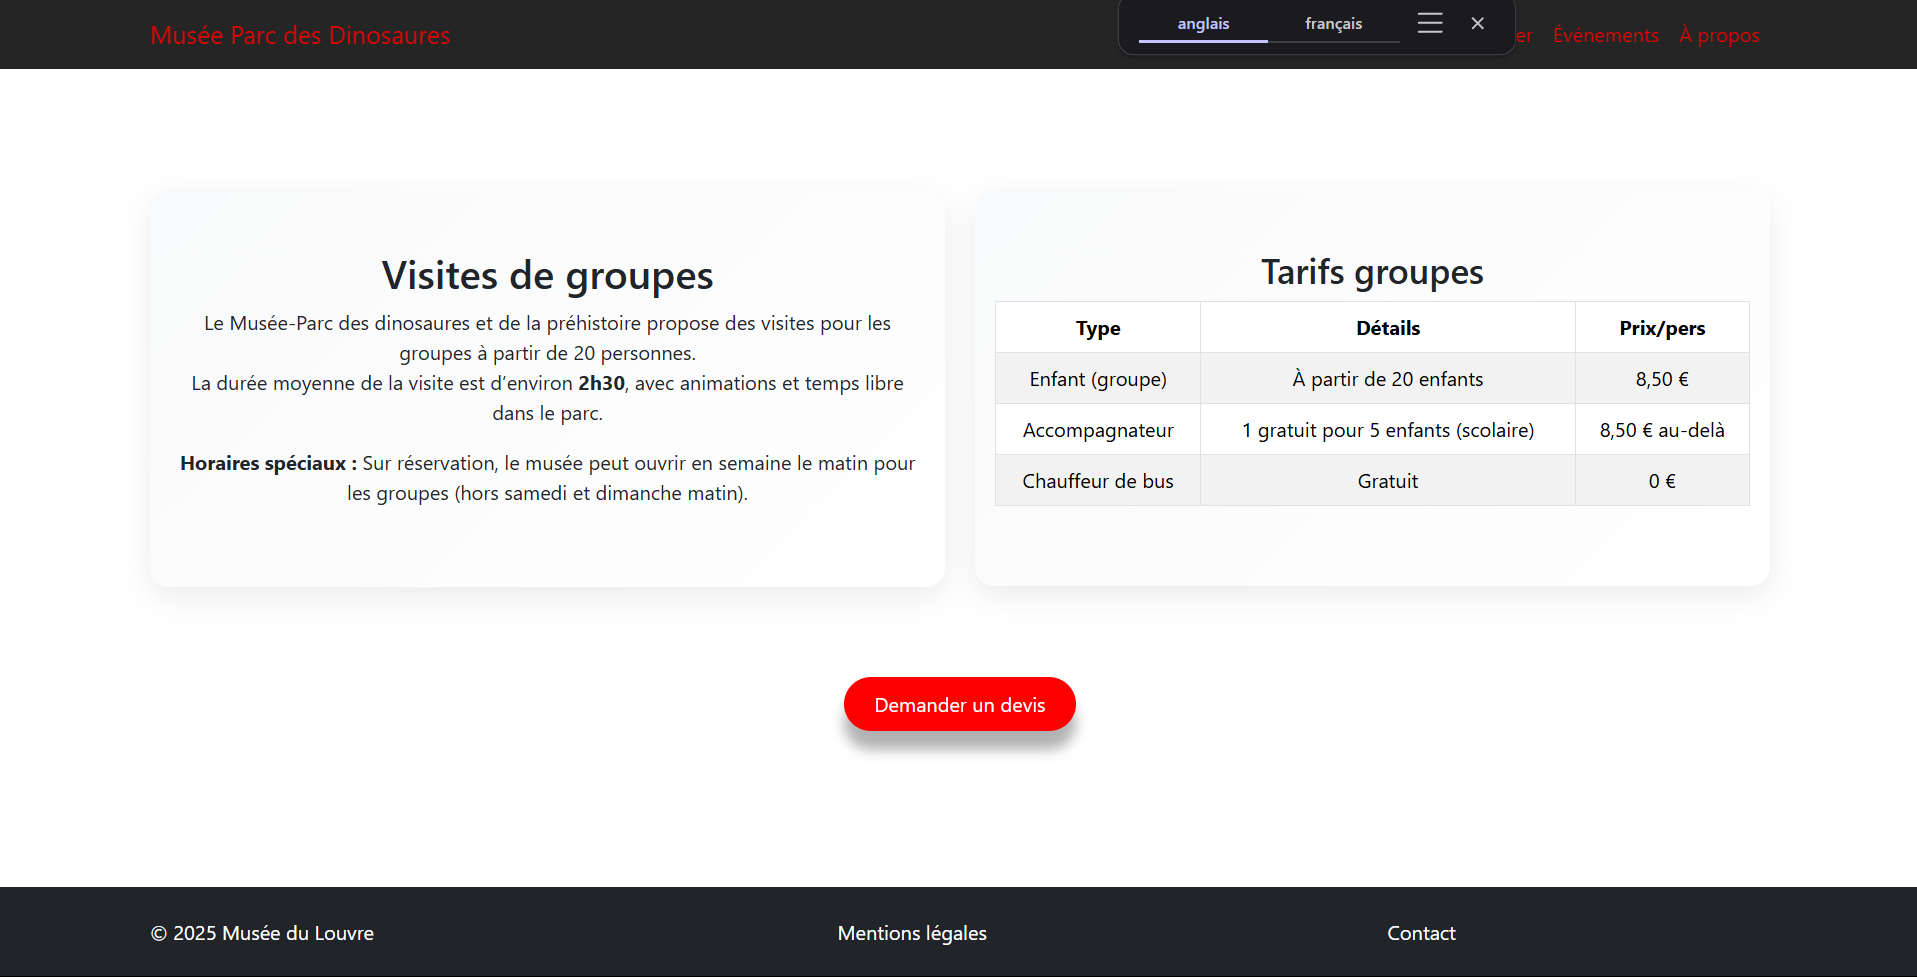 Musée Parc des Dinosaures
anglais français
Événements À propos
Visites de groupes
Le Musée-Parc des dinosaures et de la préhistoire propose des visites pour les
groupes à partir de 20 personnes.
La durée moyenne de la visite est d’environ 2h30, avec animations et temps libre
dans le parc.
Horaires spéciaux : Sur réservation, le musée peut ouvrir en semaine le matin pour
les groupes (hors samedi et dimanche matin).
Tarifs groupes
Type Détails Prix/pers
Enfant (groupe) À partir de 20 enfants 8,50 €
Accompagnateur 1 gratuit pour 5 enfants (scolaire) 8,50 € au-delà
Chauffeur de bus Gratuit 0 €
Demander un devis
© 2025 Musée du Louvre Mentions légales Contact